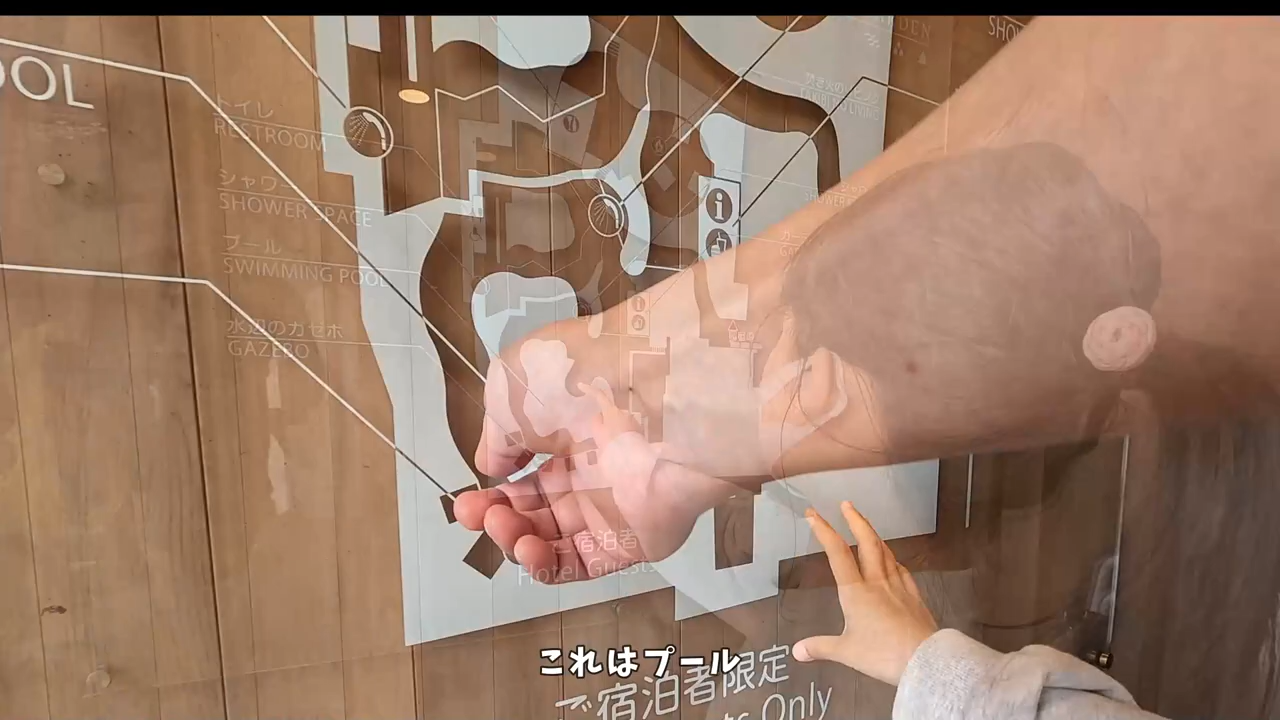 OOL
トイレ
RESTROOM
シャワー
SHOWER SPACE
プール
SWIMMING POOL
水辺のガゼボ
GAZEBO
ご宿泊者
Hotel Guests
これはプール
ご宿泊者限定
ts Only